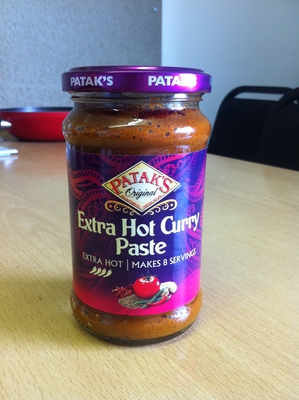 PATAK'S PATAK'S
PATAK'S
Original
Extra Hot Curry
Paste
EXTRA HOT | MAKES 8 SERVINGS